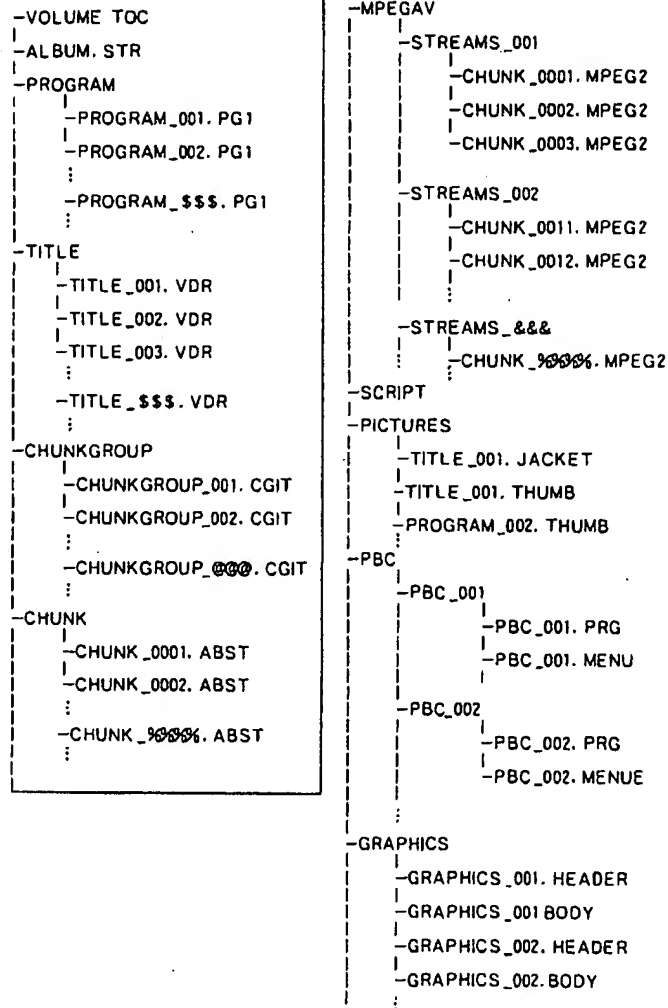 -VOLUME TOC
-ALBUM. STR
-PROGRAM
-PROGRAM_001. PG1
-PROGRAM_002. PG1
-PROGRAM_$$$. PG1
-TITLE
-TITLE_001. VDR
-TITLE_002. VDR
-TITLE_003. VDR
-TITLE_$$$. VDR
-CHUNKGROUP
-CHUNKGROUP_001. CGIT
-CHUNKGROUP_002. CGIT
-CHUNKGROUP_@@@. CGIT
-CHUNK
-CHUNK_0001. ABST
-CHUNK_0002. ABST
-CHUNK_%%%%. ABST
-MPEGAV
-STREAMS_001
-CHUNK_0001. MPEG2
-CHUNK_0002. MPEG2
-CHUNK_0003. MPEG2
-STREAMS_002
-CHUNK_0011. MPEG2
-CHUNK_0012. MPEG2
-STREAMS_&&&
-CHUNK_%%%%. MPEG2
-SCRIPT
-PICTURES
-TITLE_001. JACKET
-TITLE_001. THUMB
-PROGRAM_002. THUMB
-PBC
-PBC_001
-PBC_001. PRG
-PBC_001. MENU
-PBC_002
-PBC_002. PRG
-PBC_002. MENUE
-GRAPHICS
-GRAPHICS_001. HEADER
-GRAPHICS_001 BODY
-GRAPHICS_002. HEADER
-GRAPHICS_002. BODY